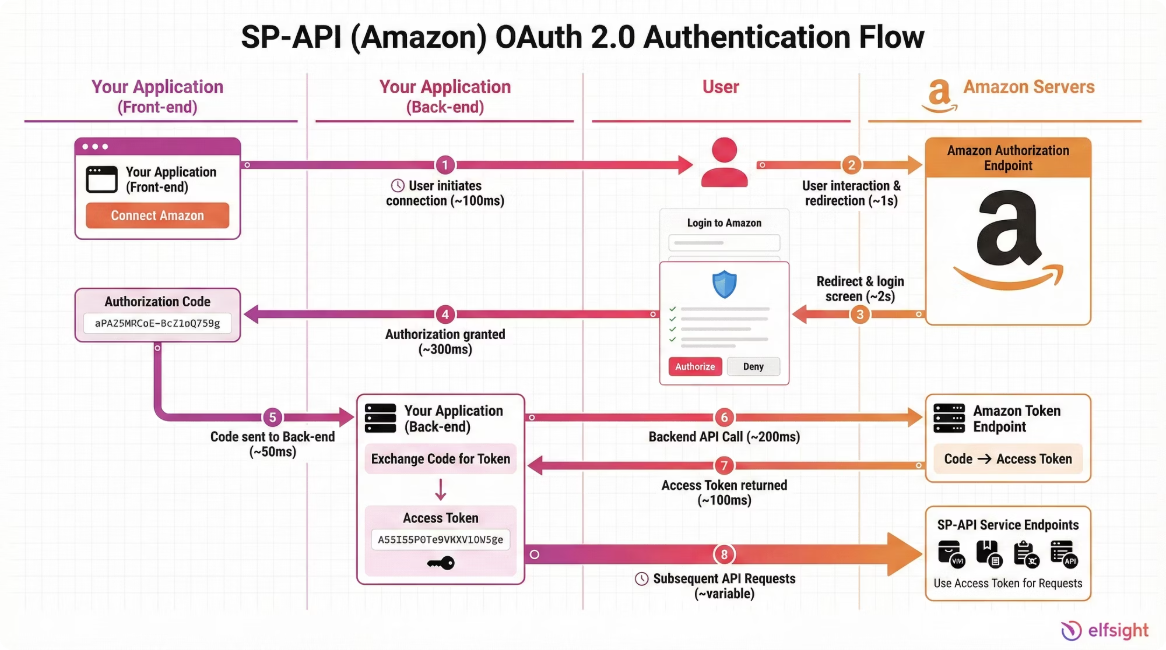 SP-API (Amazon) OAuth 2.0 Authentication Flow
Your Application
(Front-end)
Your Application
(Back-end)
User
a Amazon Servers
Your Application
(Front-end)
Connect Amazon
1
User initiates
connection (~100ms)
2
User interaction &
redirection (~1s)
Amazon Authorization
Endpoint
a
Login to Amazon
Redirect & login
screen (~2s)
3
Authorize
Deny
4
Authorization granted
(~300ms)
Authorization Code
aPAZ5MRCoE-BcZ1oQ759g
5
Code sent to Back-end
(~50ms)
Your Application
(Back-end)
Exchange Code for Token
Access Token
A55I55P0Te9VKXV10W5ge
6
Backend API Call (~200ms)
Amazon Token
Endpoint
Code → Access Token
7
Access Token returned
(~100ms)
8
Subsequent API Requests
(~variable)
SP-API Service Endpoints
API
Use Access Token for Requests
elfsight